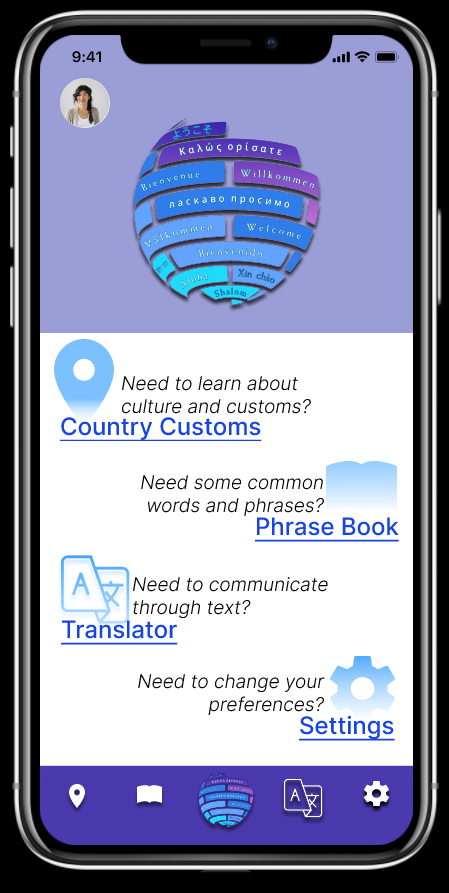 9:41
ようこそ
Καλώς ορίσατε
Bienvenue
Willkommen
ласкаво просимо
Välkommen
Welcome
Bienvenido
Aloha
Xin chào
Shalom
Need to learn about
culture and customs?
Country Customs
Need some common
words and phrases?
Phrase Book
A 文
Need to communicate
through text?
Translator
Need to change your
preferences?
Settings